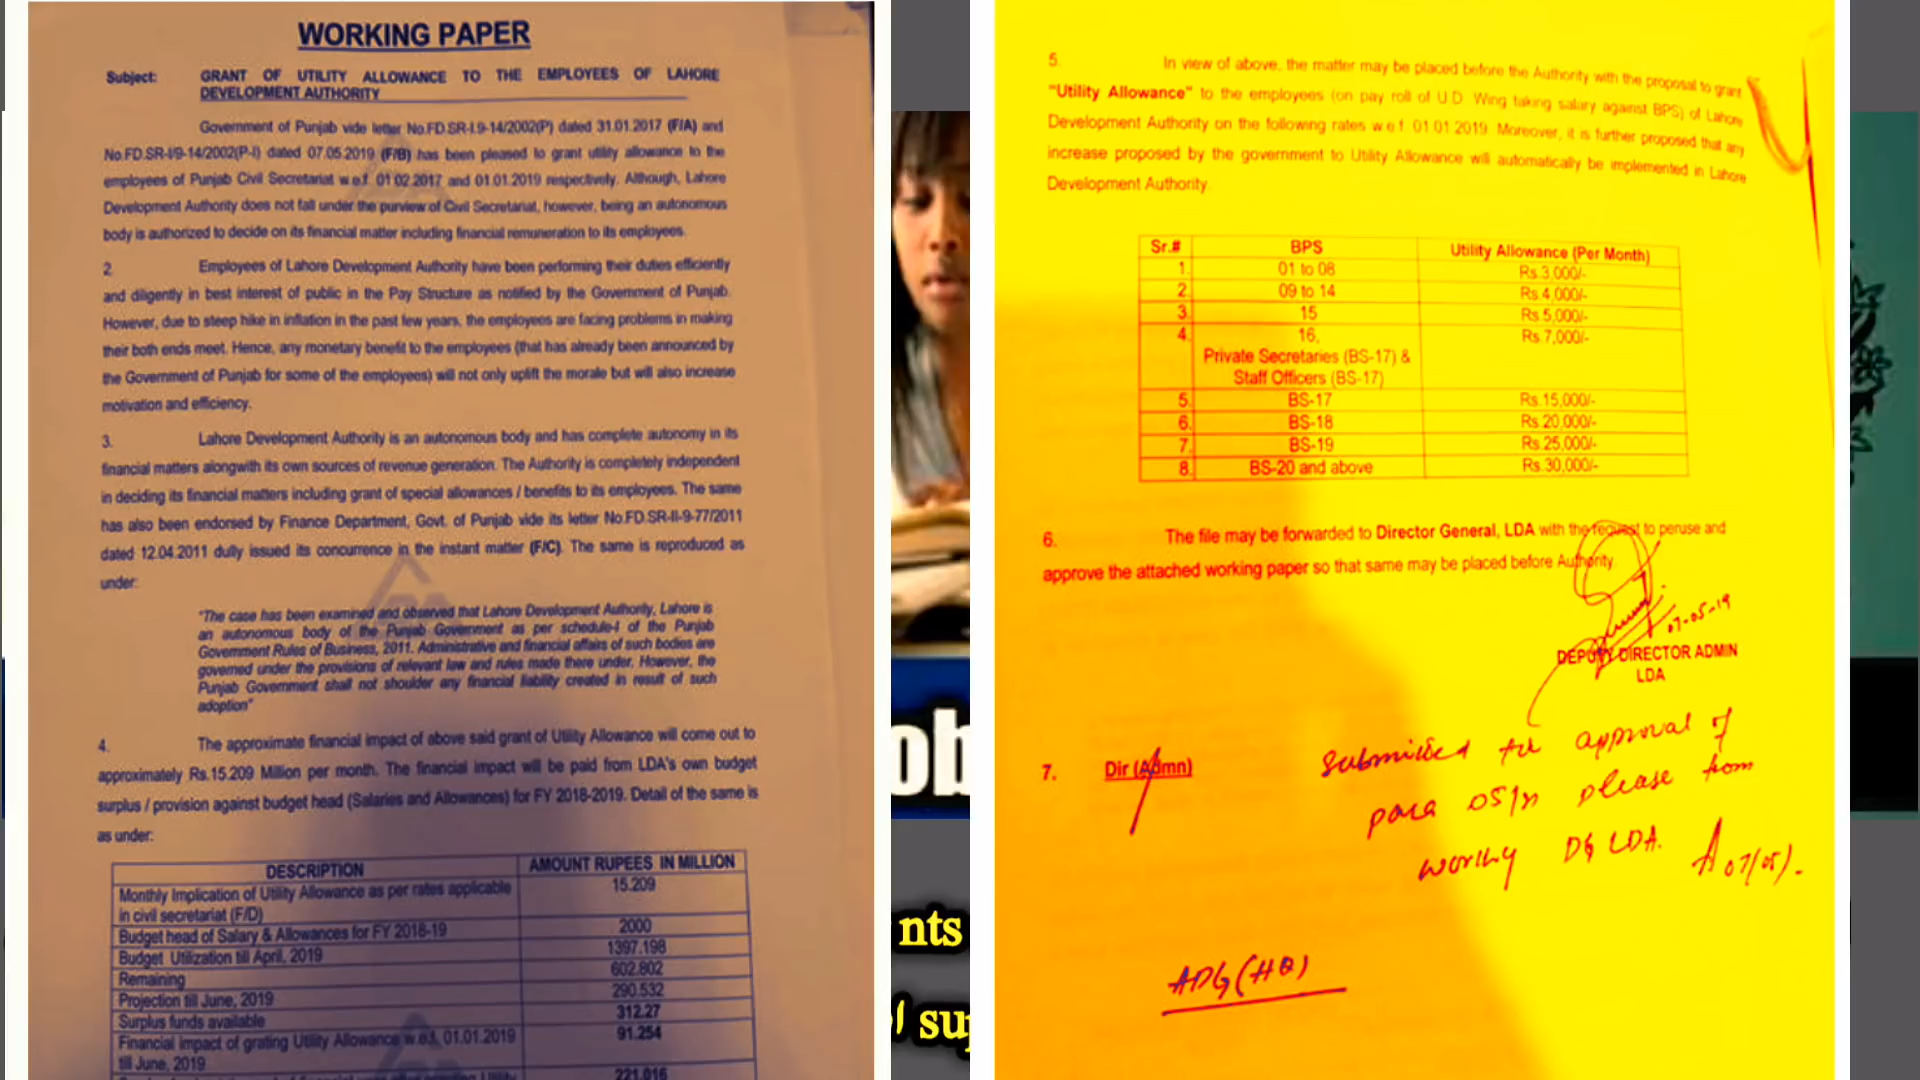 WORKING PAPER
Subject: GRANT OF UTILITY ALLOWANCE TO THE EMPLOYEES OF LAHORE
DEVELOPMENT AUTHORITY
Government of Punjab vide letter No.FD.SR-I.9-14/2002(P) dated 31.01.2017 (F/A) and
No.FD.SR-I/9-14/2002(P-I) dated 07.05.2019 (F/B) has been pleased to grant utility allowance to the
employees of Punjab Civil Secretariat w.e.f. 01.02.2017 and 01.01.2019 respectively. Although, Lahore
Development Authority does not fall under the purview of Civil Secretariat, however, being an autonomous
body is authorized to decide on its financial matter including financial remuneration to its employees.
2. Employees of Lahore Development Authority have been performing their duties efficiently
and diligently in best interest of public in the Pay Structure as notified by the Government of Punjab.
However, due to steep hike in inflation in the past few years, the employees are facing problems in making
their both ends meet. Hence, any monetary benefit to the employees (that has already been announced by
the Government of Punjab for some of the employees) will not only uplift the morale but will also increase
motivation and efficiency.
3. Lahore Development Authority is an autonomous body and has complete autonomy in its
financial matters alongwith its own sources of revenue generation. The Authority is completely independent
in deciding its financial matters including grant of special allowances / benefits to its employees. The same
has also been endorsed by Finance Department, Govt. of Punjab vide its letter No.FD.SR-II-9-77/2011
dated 12.04.2011 dully issued its concurrence in the instant matter (F/C). The same is reproduced as
under:
"The case has been examined and observed that Lahore Development Authority, Lahore is
an autonomous body of the Punjab Government as per schedule-I of the Punjab
Government Rules of Business, 2011. Administrative and financial affairs of such bodies are
governed under the provisions of relevant law and rules made there under. However, the
Punjab Government shall not shoulder any financial liability created in result of such
adoption"
4. The approximate financial impact of above said grant of Utility Allowance will come out to
approximately Rs.15.209 Million per month. The financial impact will be paid from LDA's own budget
surplus / provision against budget head (Salaries and Allowances) for FY 2018-2019. Detail of the same is
as under:
DESCRIPTION AMOUNT RUPEES IN MILLION
Monthly Implication of Utility Allowance as per rates applicable 15.209
in civil secretariat (F/D)
Budget head of Salary & Allowances for FY 2018-19 2000
Budget Utilization till April, 2019 1397.198
Remaining 602.802
Projection till June, 2019 290.532
Surplus funds available 312.27
Financial impact of grating Utility Allowance w.e.f. 01.01.2019 91.254
till June, 2019
221.016
ob
nts
su
5. In view of above, the matter may be placed before the Authority with the proposal to grant
"Utility Allowance" to the employees (on pay roll of U.D. Wing taking salary against BPS) of Lahore
Development Authority on the following rates w.e.f. 01.01.2019. Moreover, it is further proposed that any
increase proposed by the government to Utility Allowance will automatically be implemented in Lahore
Development Authority.
Sr.# BPS Utility Allowance (Per Month)
1. 01 to 08 Rs.3,000/-
2. 09 to 14 Rs.4,000/-
3. 15 Rs.5,000/-
4. 16, Rs.7,000/-
Private Secretaries (BS-17) &
Staff Officers (BS-17)
5. BS-17 Rs.15,000/-
6. BS-18 Rs.20,000/-
7. BS-19 Rs.25,000/-
8. BS-20 and above Rs.30,000/-
6. The file may be forwarded to Director General, LDA with the request to peruse and
approve the attached working paper so that same may be placed before Authority.
07-05-19
DEPUTY DIRECTOR ADMIN
LDA
7. Dir (Admn) Submitted for approval of
para 05/n please from
worthy DG LDA.
07/05).
ADG(HQ)